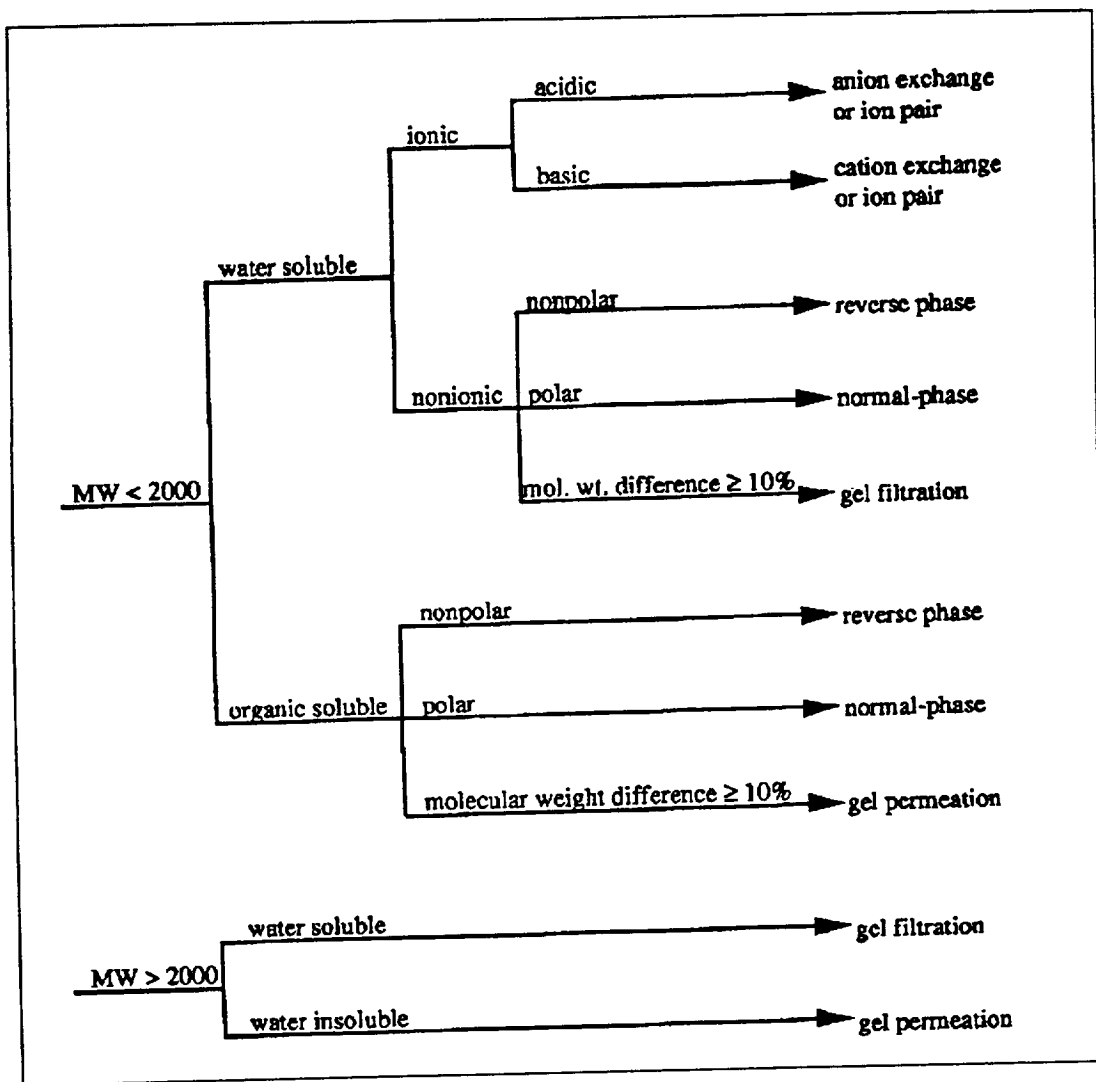 acidic
anion exchange
or ion pair
ionic
basic
cation exchange
or ion pair
water soluble
nonpolar
reverse phase
nonionic
polar
normal-phase
MW < 2000
mol. wt. difference ≥ 10%
gel filtration
nonpolar
reverse phase
organic soluble
polar
normal-phase
molecular weight difference ≥ 10%
gel permeation
water soluble
gel filtration
MW > 2000
water insoluble
gel permeation